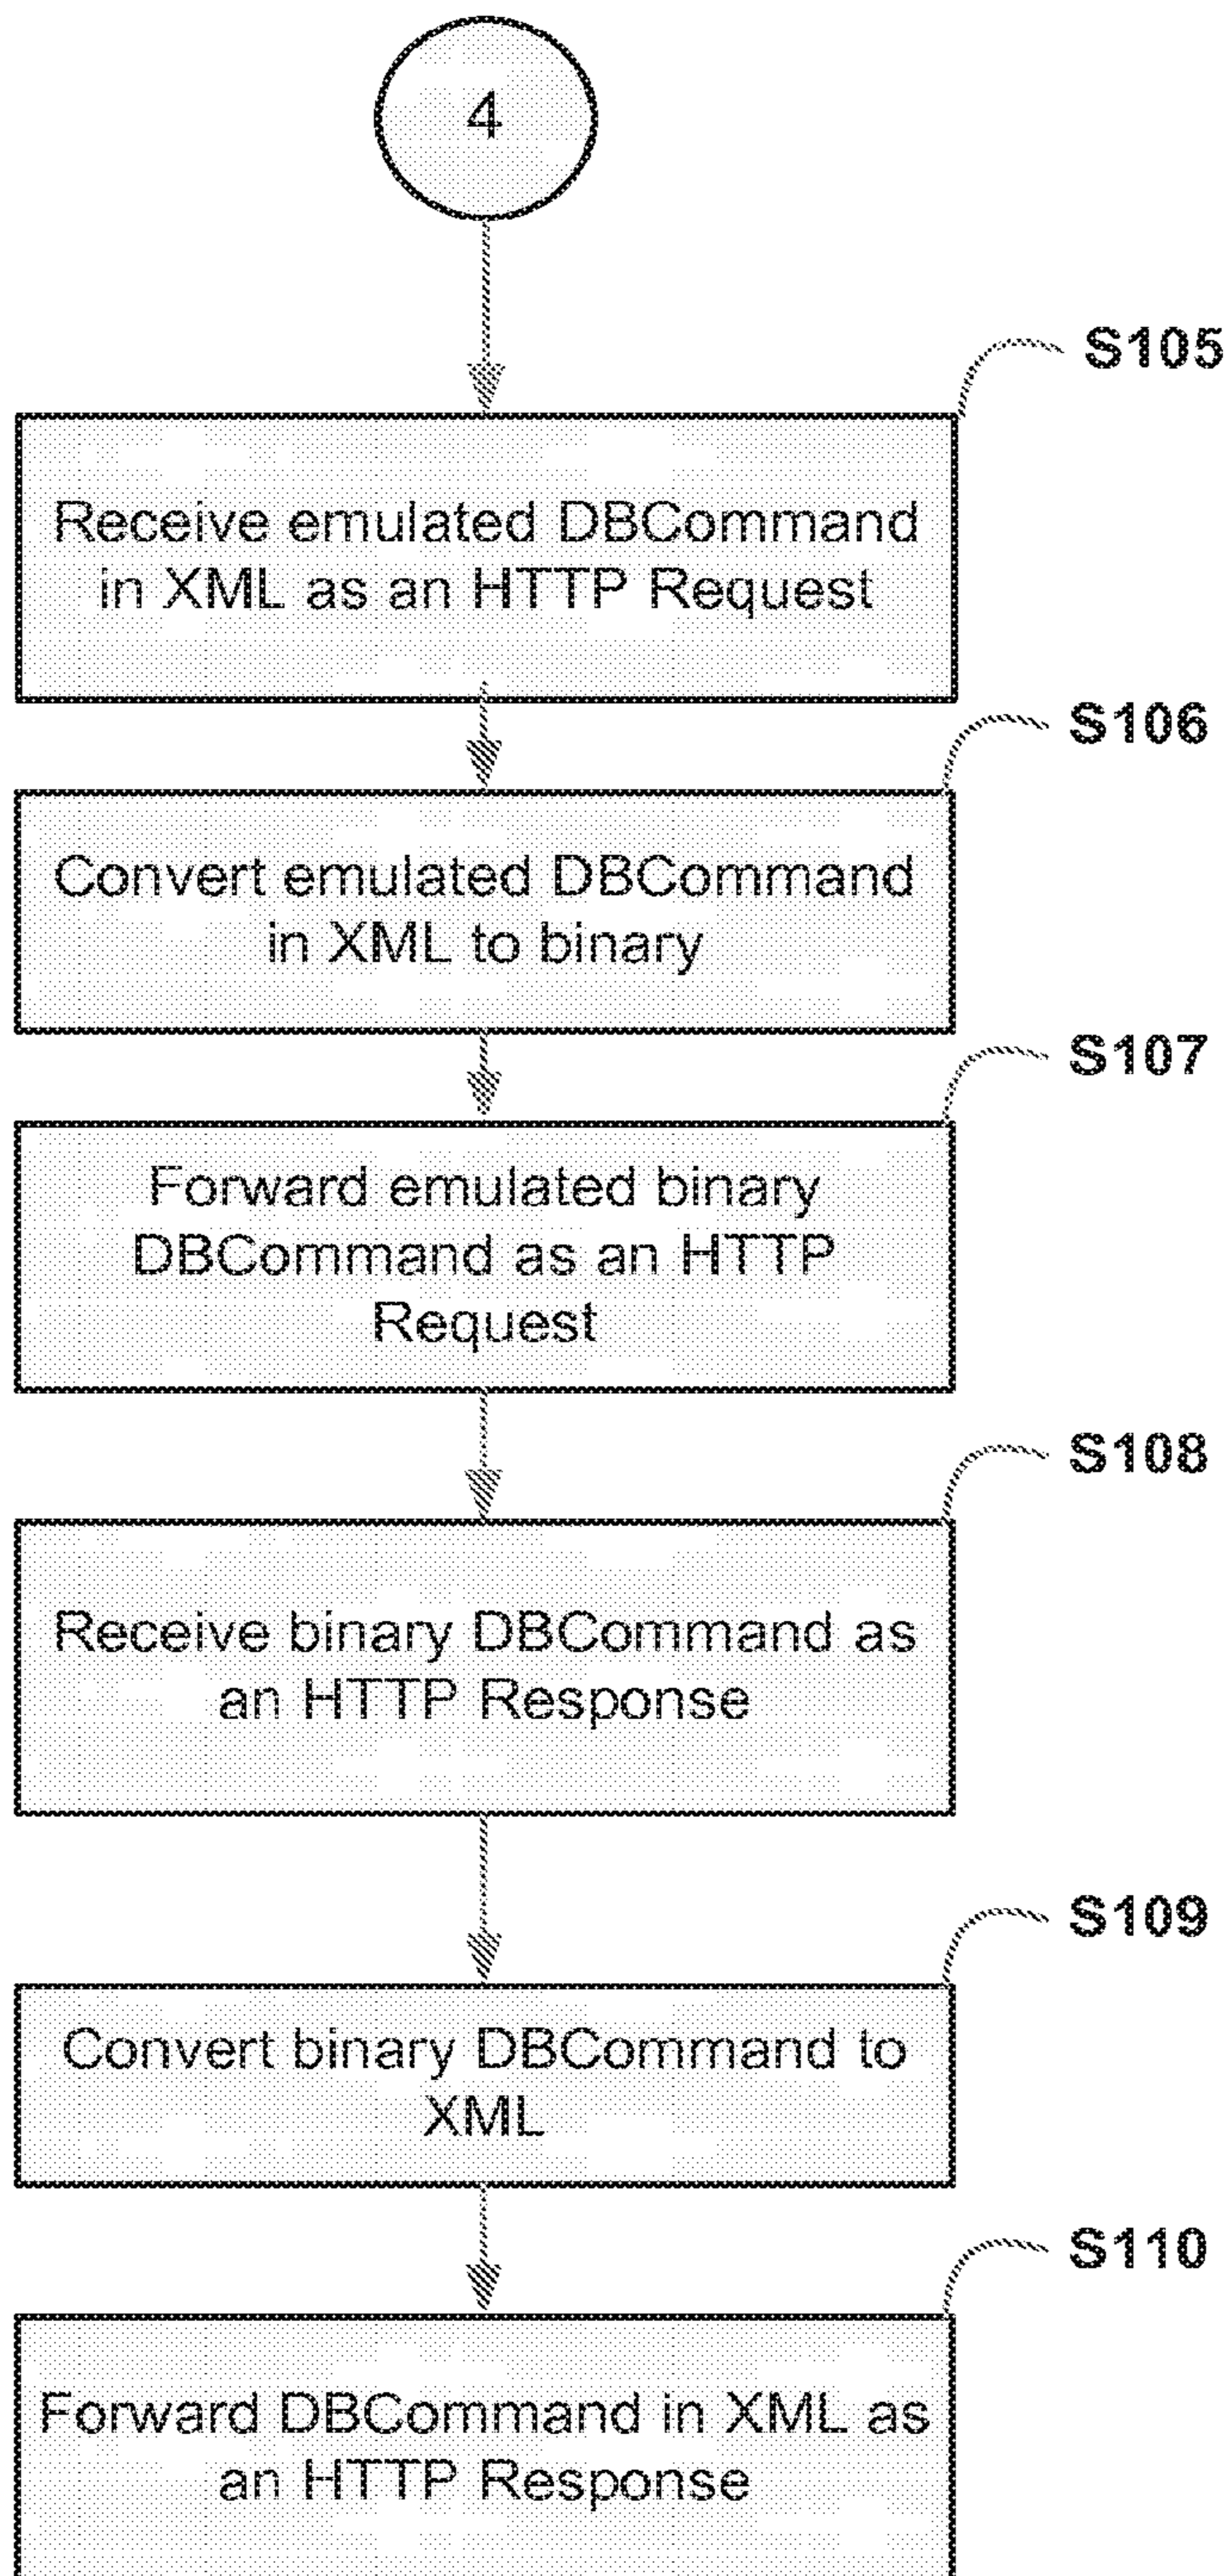 4
S105
Receive emulated DBCommand
in XML as an HTTP Request
S106
Convert emulated DBCommand
in XML to binary
S107
Forward emulated binary
DBCommand as an HTTP
Request
S108
Receive binary DBCommand as
an HTTP Response
S109
Convert binary DBCommand to
XML
S110
Forward DBCommand in XML as
an HTTP Response